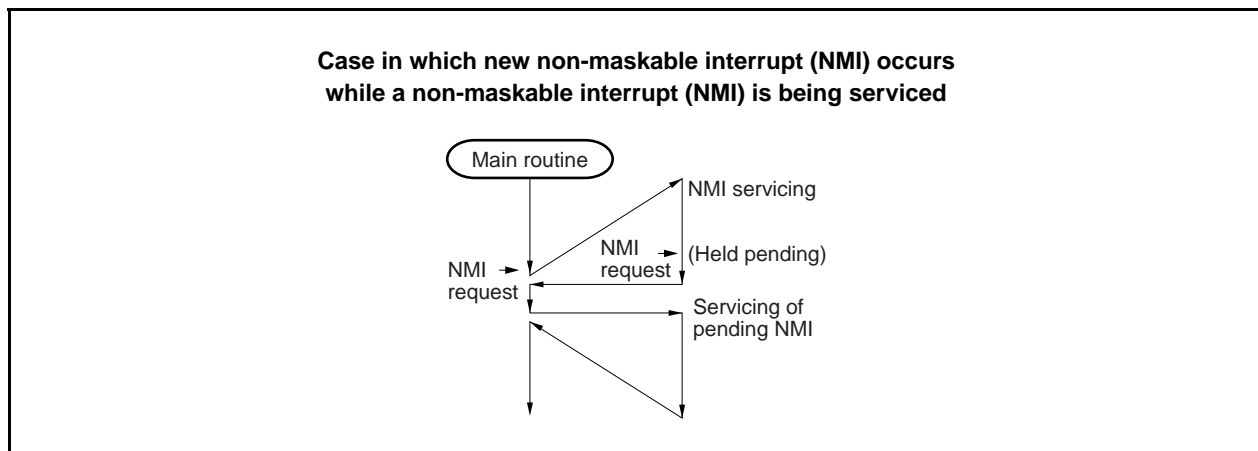 Case in which new non-maskable interrupt (NMI) occurs
while a non-maskable interrupt (NMI) is being serviced
Main routine
NMI servicing
NMI
request
(Held pending)
NMI
request
Servicing of
pending NMI